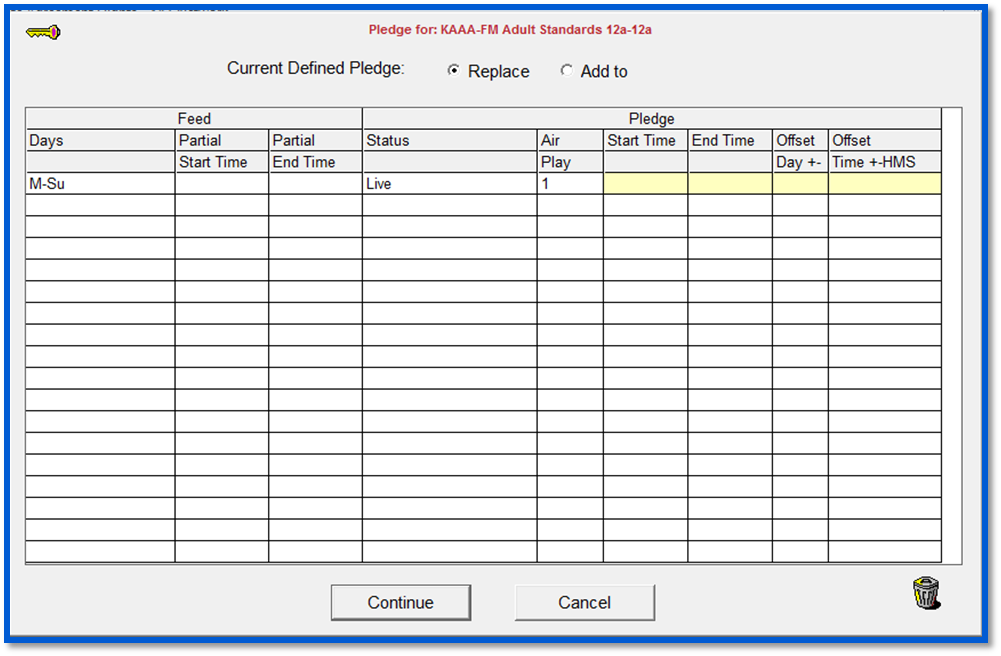 Pledge for: KAAA-FM Adult Standards 12a-12a
Current Defined Pledge: Replace Add to
Feed Pledge
Days Partial Partial Status Air Start Time End Time Offset Offset
Start Time End Time Play Day +- Time +-HMS
M-Su Live 1
Continue Cancel